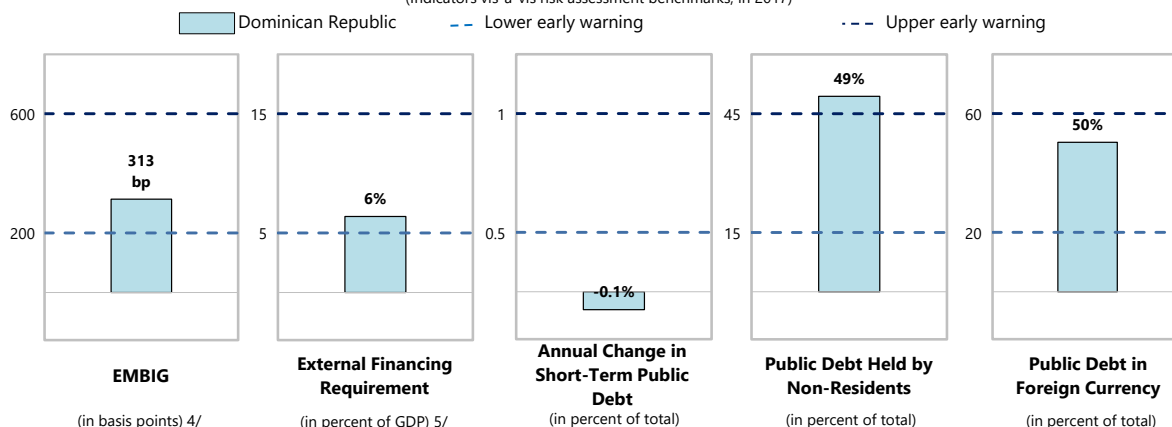 (Indicators vis-à-vis risk assessment benchmarks, in 2017)
Dominican Republic Lower early warning Upper early warning
600
200
313
bp
EMBIG
(in basis points) 4/
15
5
6%
External Financing
Requirement
(in percent of GDP) 5/
1
0.5
-0.1%
Annual Change in
Short-Term Public
Debt
(in percent of total)
45
15
49%
Public Debt Held by
Non-Residents
(in percent of total)
60
20
50%
Public Debt in
Foreign Currency
(in percent of total)